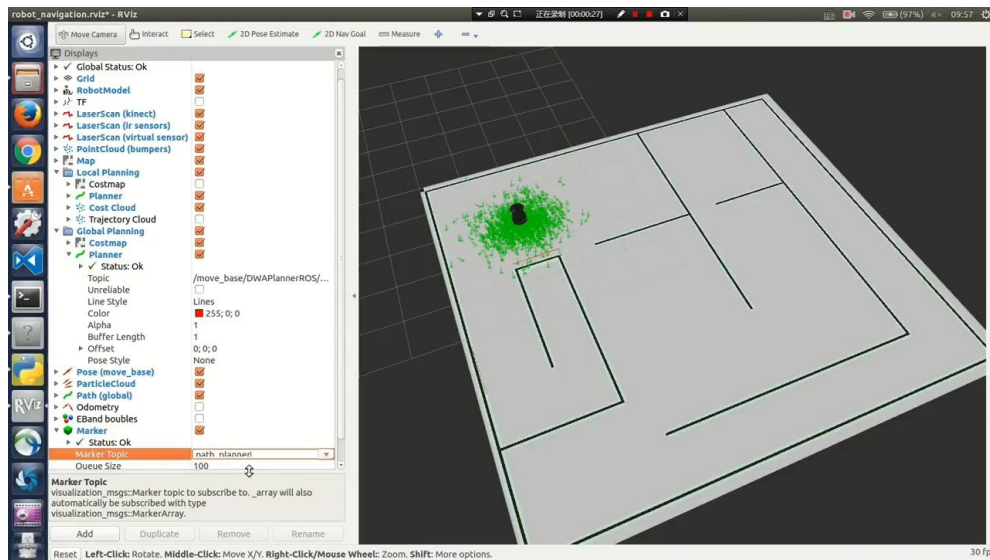 robot_navigation.rviz* - RViz
正在录制 [00:00:27]
(97%)
09:57
Move Camera
Interact
Select
2D Pose Estimate
2D Nav Goal
Measure
Displays
Global Status: Ok
Grid
RobotModel
TF
LaserScan (kinect)
LaserScan (ir sensors)
LaserScan (virtual sensor)
PointCloud (bumpers)
Map
Local Planning
Costmap
Planner
Cost Cloud
Trajectory Cloud
Global Planning
Costmap
Planner
Status: Ok
Topic /move_base/DWAPlannerROS/...
Unreliable
Line Style Lines
Color 255; 0; 0
Alpha 1
Buffer Length 1
Offset 0; 0; 0
Pose Style None
Pose (move_base)
ParticleCloud
Path (global)
Odometry
EBand boubles
Marker
Status: Ok
Marker Topic path_planner
Queue Size 100
Marker Topic
visualization_msgs::Marker topic to subscribe to. _array will also
automatically be subscribed with type
visualization_msgs::MarkerArray.
Add
Duplicate
Remove
Rename
Reset
Left-Click: Rotate. Middle-Click: Move X/Y. Right-Click/Mouse Wheel: Zoom. Shift: More options.
30 fp
RViz